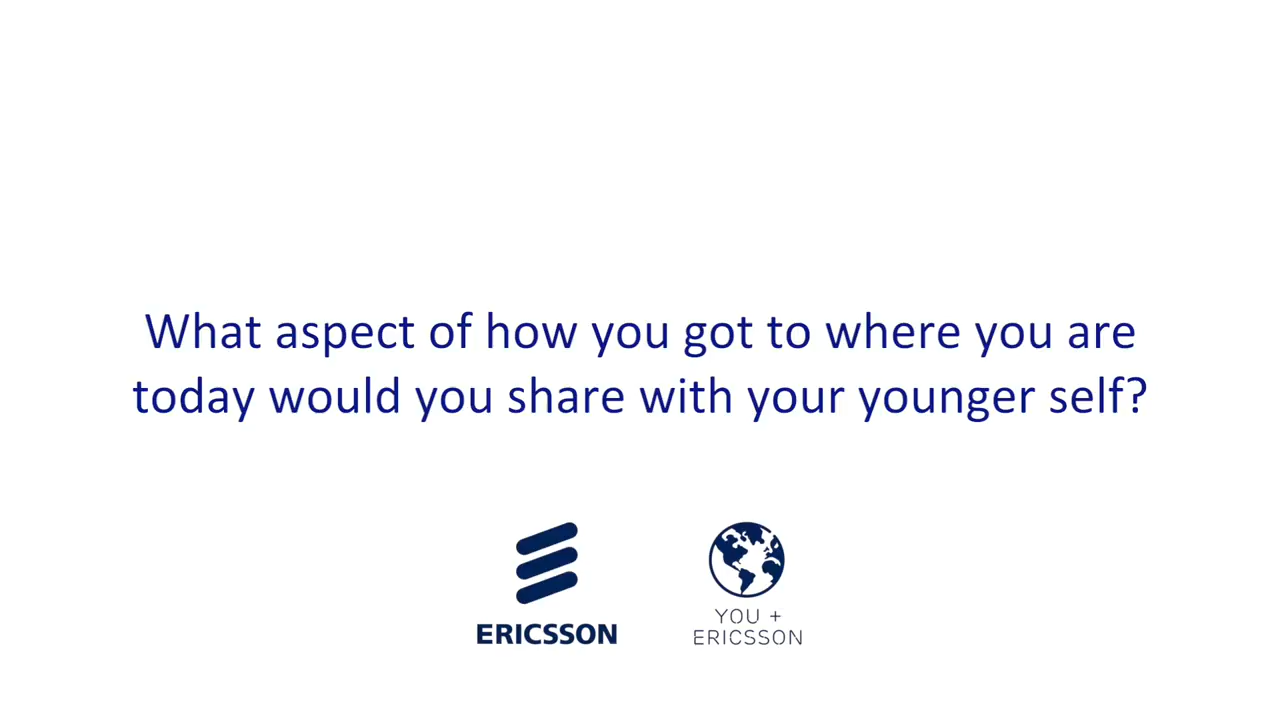 What aspect of how you got to where you are
today would you share with your younger self?
ERICSSON
YOU +
ERICSSON